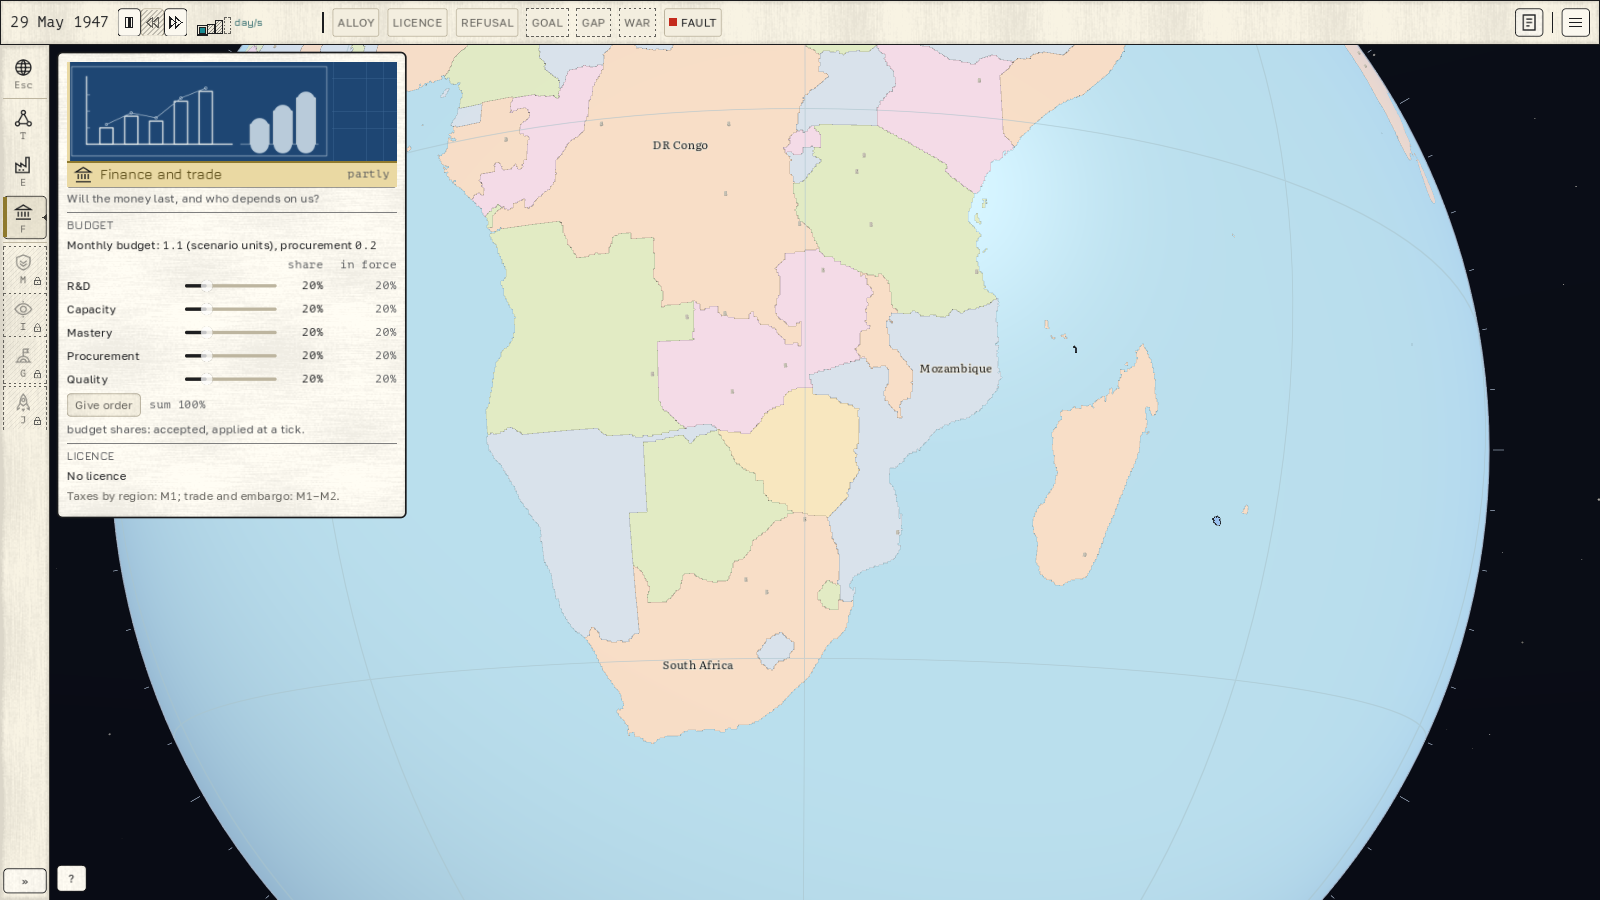 29 May 1947
day/s
ALLOY
LICENCE
REFUSAL
GOAL
GAP
WAR
FAULT
Esc
T
E
F
M
I
G
J
»
?
Finance and trade
partly
Will the money last, and who depends on us?
BUDGET
Monthly budget: 1.1 (scenario units), procurement 0.2
share in force
R&D 20% 20%
Capacity 20% 20%
Mastery 20% 20%
Procurement 20% 20%
Quality 20% 20%
Give order sum 100%
budget shares: accepted, applied at a tick.
LICENCE
No licence
Taxes by region: M1; trade and embargo: M1–M2.
DR Congo
Mozambique
South Africa